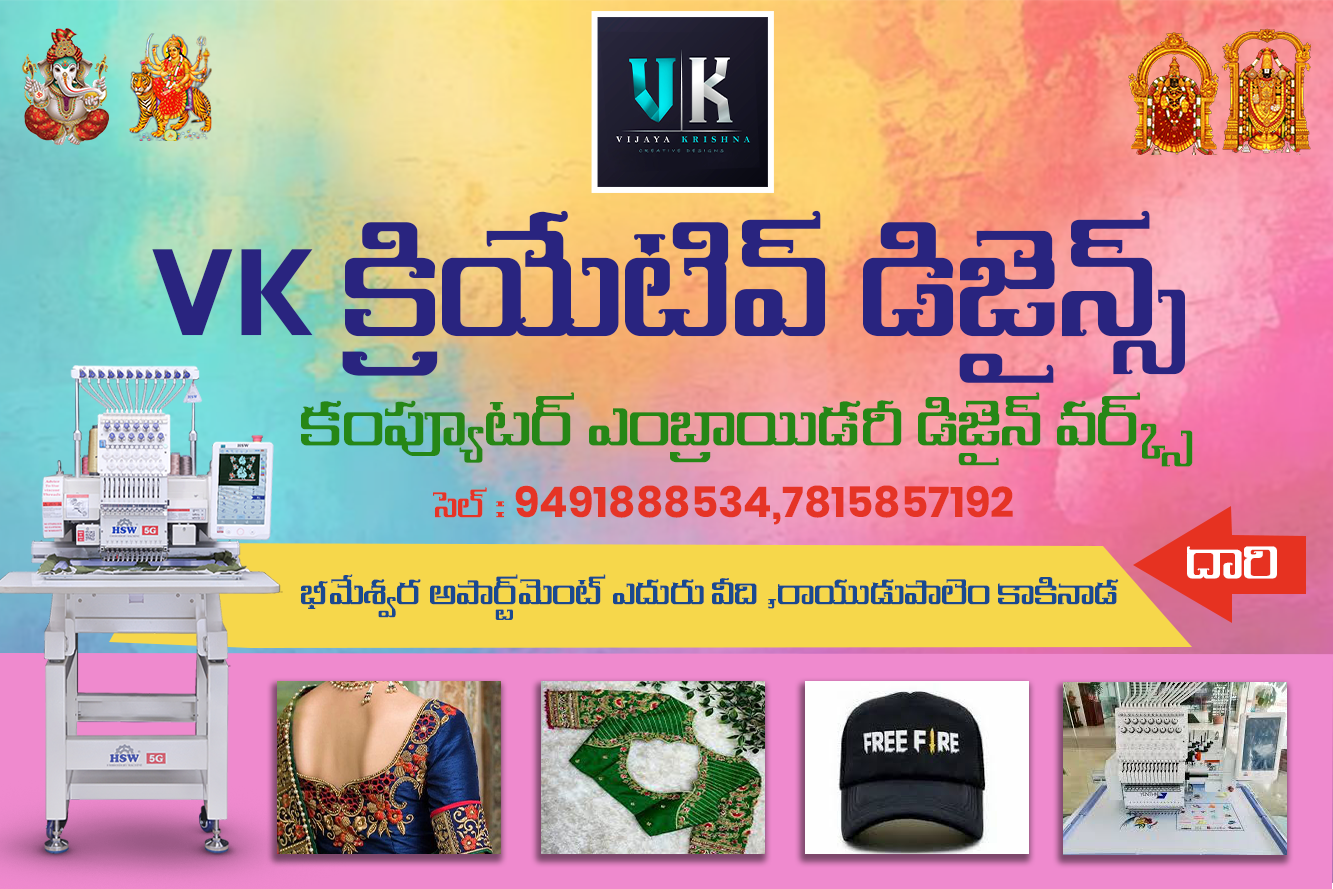 VK
VIJAYA KRISHNA
CREATIVE DESIGNS
VK క్రియేటివ్ డిజైన్స్
కంప్యూటర్ ఎంబ్రాయిడరీ డిజైన్ వర్క్స్
సెల్ : 9491888534,7815857192
దారి
భీమేశ్వర అపార్ట్‌మెంట్ ఎదురు వీధి ,రాయుడుపాలెం కాకినాడ
HSW
HSW 5G
HSW 5G
FREE FIRE